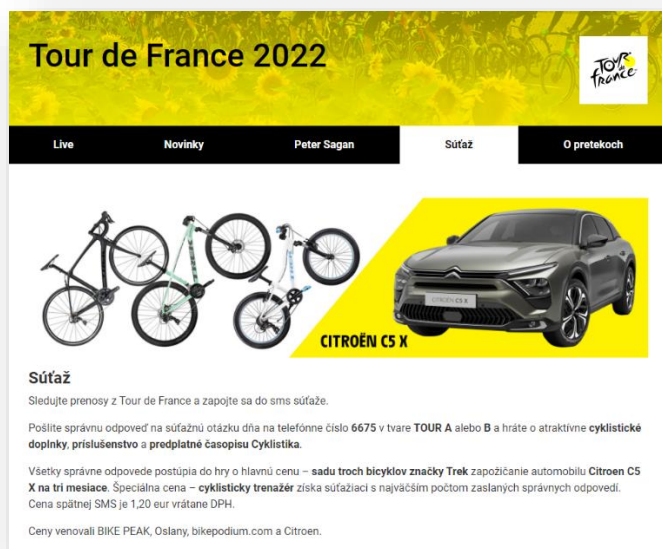 Tour de France 2022
TOUR
de
france
Live Novinky Peter Sagan Súťaž O pretekoch
CITROËN C5 X
CITROËN C5 X
Súťaž
Sledujte prenosy z Tour de France a zapojte sa do sms súťaže.
Pošlite správnu odpoveď na súťažnú otázku dňa na telefónne číslo 6675 v tvare TOUR A alebo B a hráte o atraktívne cyklistické
doplnky, príslušenstvo a predplatné časopisu Cyklistika.
Všetky správne odpovede postúpia do hry o hlavnú cenu – sadu troch bicyklov značky Trek zapožičanie automobilu Citroen C5
X na tri mesiace. Špeciálna cena – cyklisticky trenažér získa súťažiaci s najväčším počtom zaslaných správnych odpovedí.
Cena spätnej SMS je 1,20 eur vrátane DPH.
Ceny venovali BIKE PEAK, Oslany, bikepodium.com a Citroen.